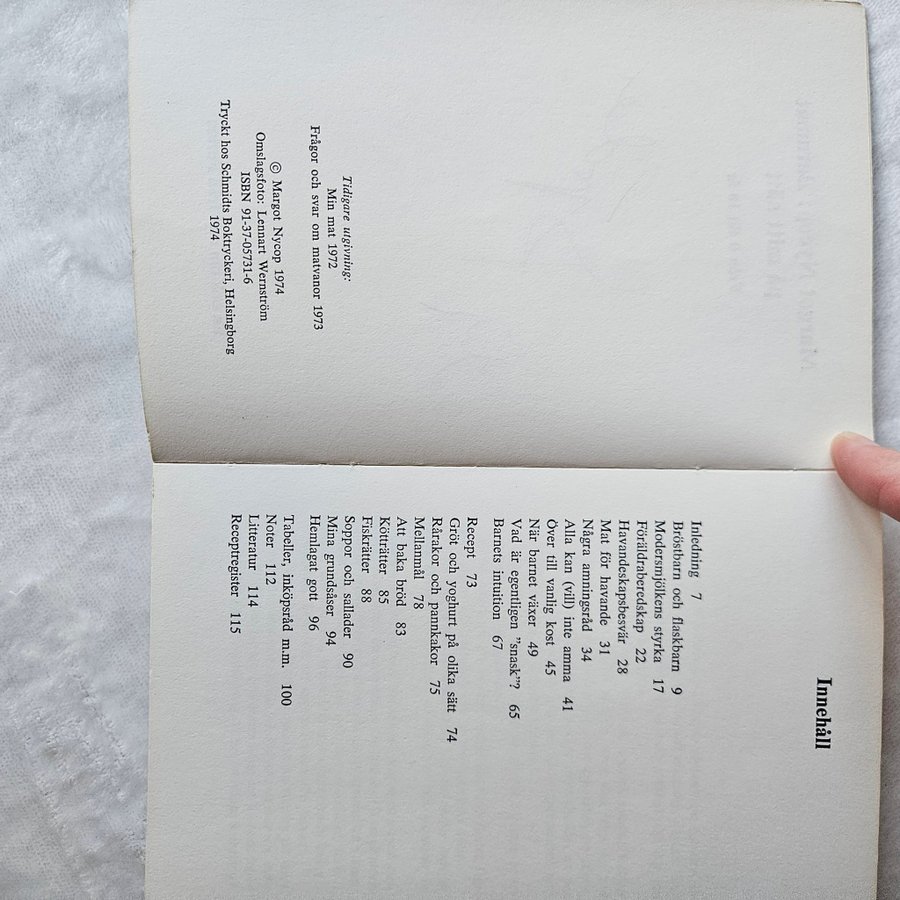 Tidigare utgivning:
Min mat 1972
Frågor och svar om matvanor 1973
© Margot Nycop 1974
Omslagsfoto: Lennart Wernström
ISBN 91-37-05731-6
Tryckt hos Schmidts Boktryckeri, Helsingborg
1974
Innehåll
Inledning 7
Bröstbarn och flaskbarn 9
Modersmjölkens styrka 17
Föräldraberedskap 22
Havandeskapsbesvär 28
Mat för havande 31
Några amningsråd 34
Alla kan (vill) inte amma 41
Över till vanlig kost 45
När barnet växer 49
Vad är egentligen ”snask”? 65
Barnets intuition 67
Recept 73
Gröt och yoghurt på olika sätt 74
Rårakor och pannkakor 75
Mellanmål 78
Att baka bröd 83
Kötträtter 85
Fiskrätter 88
Soppor och sallader 90
Mina grundsåser 94
Hemlagat gott 96
Tabeller, inköpsråd m.m. 100
Noter 112
Litteratur 114
Receptregister 115